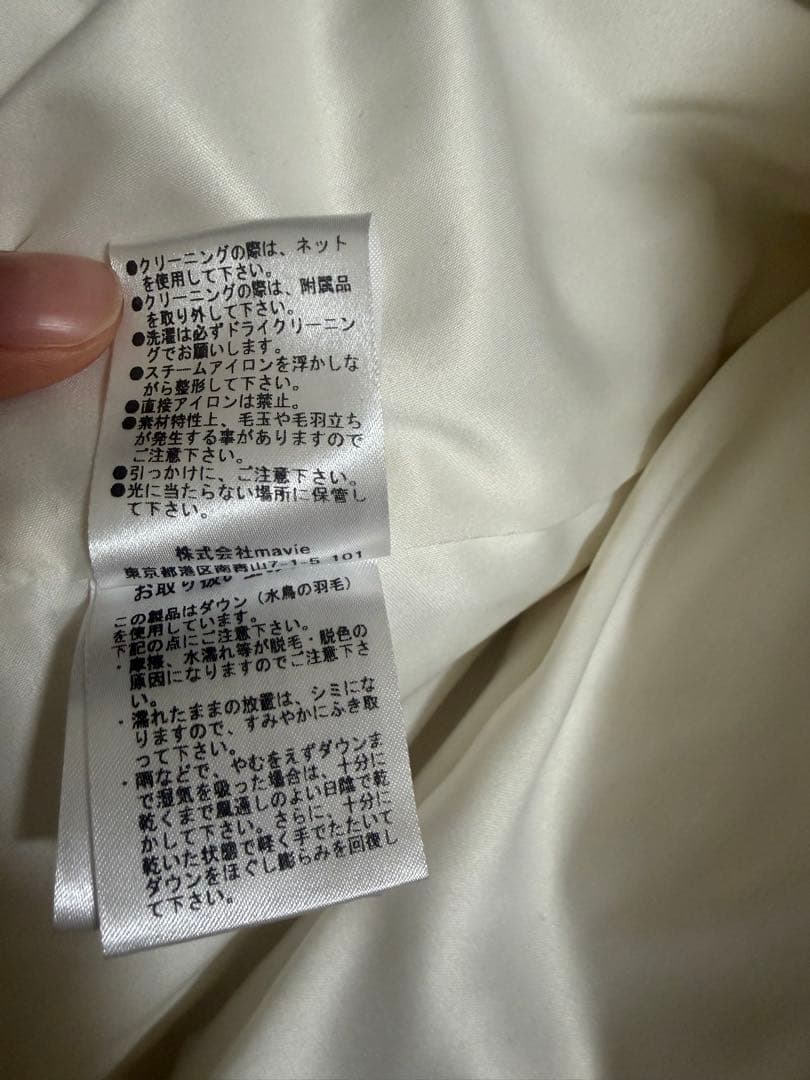 ●クリーニングの際は、ネット
を使用して下さい。
●クリーニングの際は、附属品
を取り外して下さい。
●洗濯は必ずドライクリーニン
グでお願いします。
●スチームアイロンを浮かしな
がら整形して下さい。
●直接アイロンは禁止。
●素材特性上、毛玉や毛羽立ち
が発生する事がありますので
ご注意下さい。
●引っかけに、ご注意下さい。
●光に当たらない場所に保管し
て下さい。
株式会社mavie
東京都港区南青山7-1-5 101
お取り扱い
この製品はダウン（水鳥の羽毛）
を使用しています。
下記の点にご注意下さい。
・摩擦、水濡れ等が脱毛・脱色の
原因になりますのでご注意下さ
い。
・濡れたままの放置は、シミにな
りますので、すみやかにふき取
って下さい。
・雨などで、やむをえずダウンま
で湿気を吸った場合は、十分に
乾くまで風通しのよい日陰で乾
かして下さい。さらに、十分に
乾いた状態で軽く手でたたいて
ダウンをほぐし膨らみを回復し
て下さい。